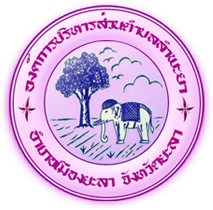 องค์การบริหารส่วนตำบลลำพะยา
อำเภอเมืองยะลา จังหวัดยะลา